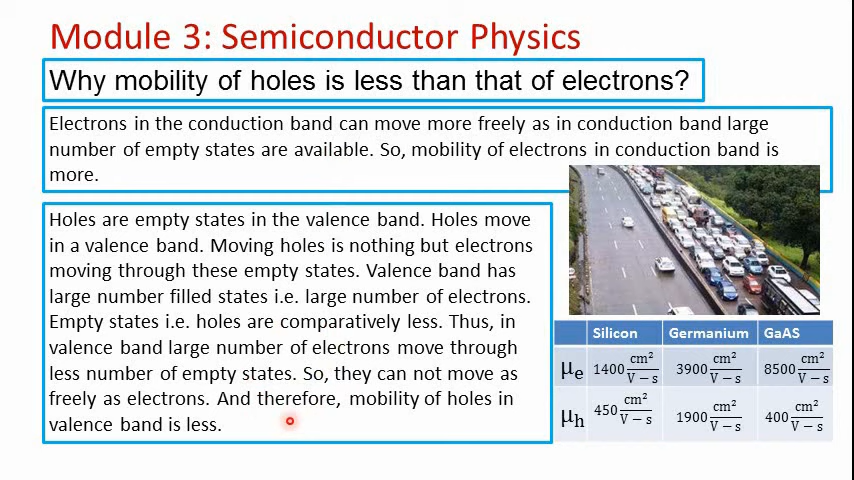 Module 3: Semiconductor Physics
Why mobility of holes is less than that of electrons?
Electrons in the conduction band can move more freely as in conduction band large
number of empty states are available. So, mobility of electrons in conduction band is
more.
Holes are empty states in the valence band. Holes move
in a valence band. Moving holes is nothing but electrons
moving through these empty states. Valence band has
large number filled states i.e. large number of electrons.
Empty states i.e. holes are comparatively less. Thus, in
valence band large number of electrons move through
less number of empty states. So, they can not move as
freely as electrons. And therefore, mobility of holes in
valence band is less.
Silicon Germanium GaAS
μe 1400 cm²/V − s 3900 cm²/V − s 8500 cm²/V − s
μh 450 cm²/V − s 1900 cm²/V − s 400 cm²/V − s